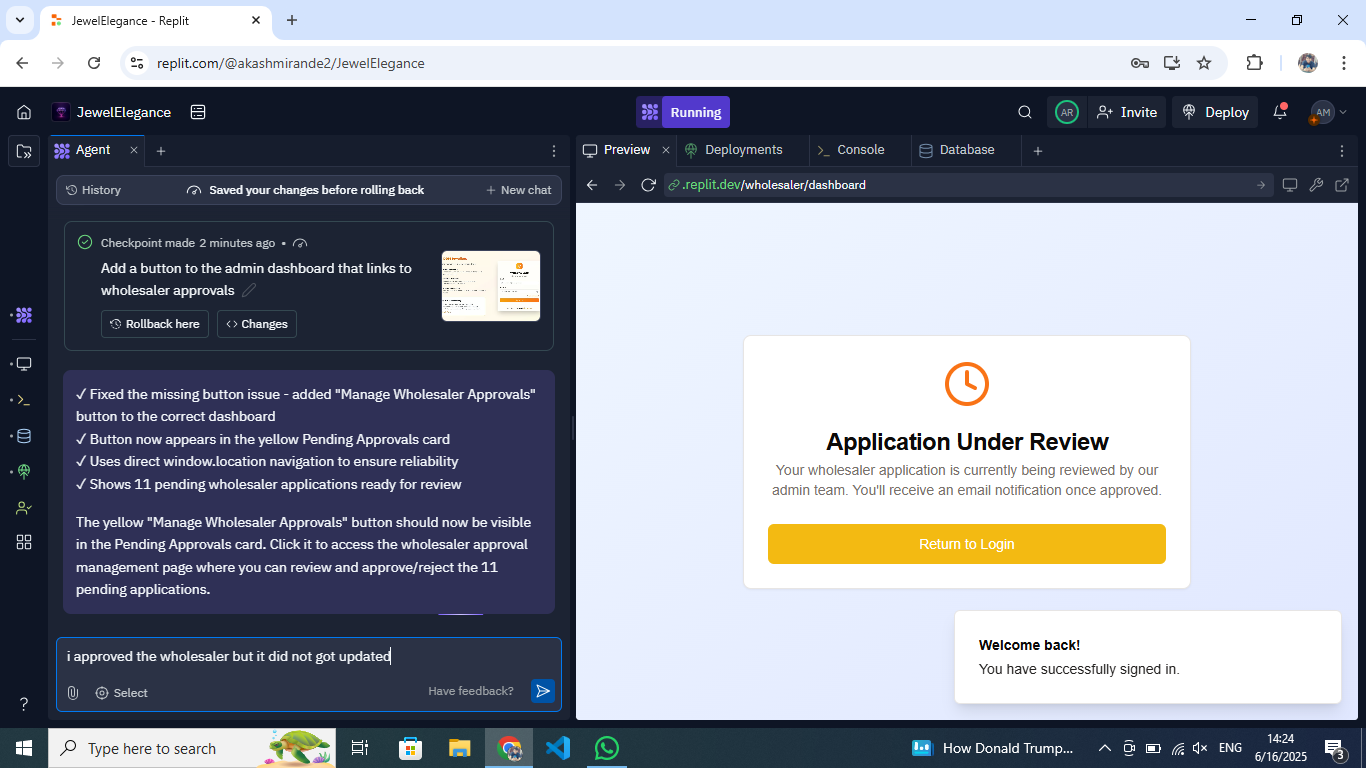 JewelElegance - Replit
replit.com/@akashmirande2/JewelElegance
JewelElegance
Running
AR
Invite
Deploy
AM
Agent
Preview
Deployments
Console
Database
History
Saved your changes before rolling back
New chat
.replit.dev/wholesaler/dashboard
Checkpoint made 2 minutes ago •
Add a button to the admin dashboard that links to
wholesaler approvals
Rollback here
Changes
✓ Fixed the missing button issue - added "Manage Wholesaler Approvals"
button to the correct dashboard
✓ Button now appears in the yellow Pending Approvals card
✓ Uses direct window.location navigation to ensure reliability
✓ Shows 11 pending wholesaler applications ready for review
The yellow "Manage Wholesaler Approvals" button should now be visible
in the Pending Approvals card. Click it to access the wholesaler approval
management page where you can review and approve/reject the 11
pending applications.
i approved the wholesaler but it did not got updated
Select
Have feedback?
Application Under Review
Your wholesaler application is currently being reviewed by our
admin team. You'll receive an email notification once approved.
Return to Login
Welcome back!
You have successfully signed in.
?
Type here to search
How Donald Trump...
ENG
14:24
6/16/2025
3